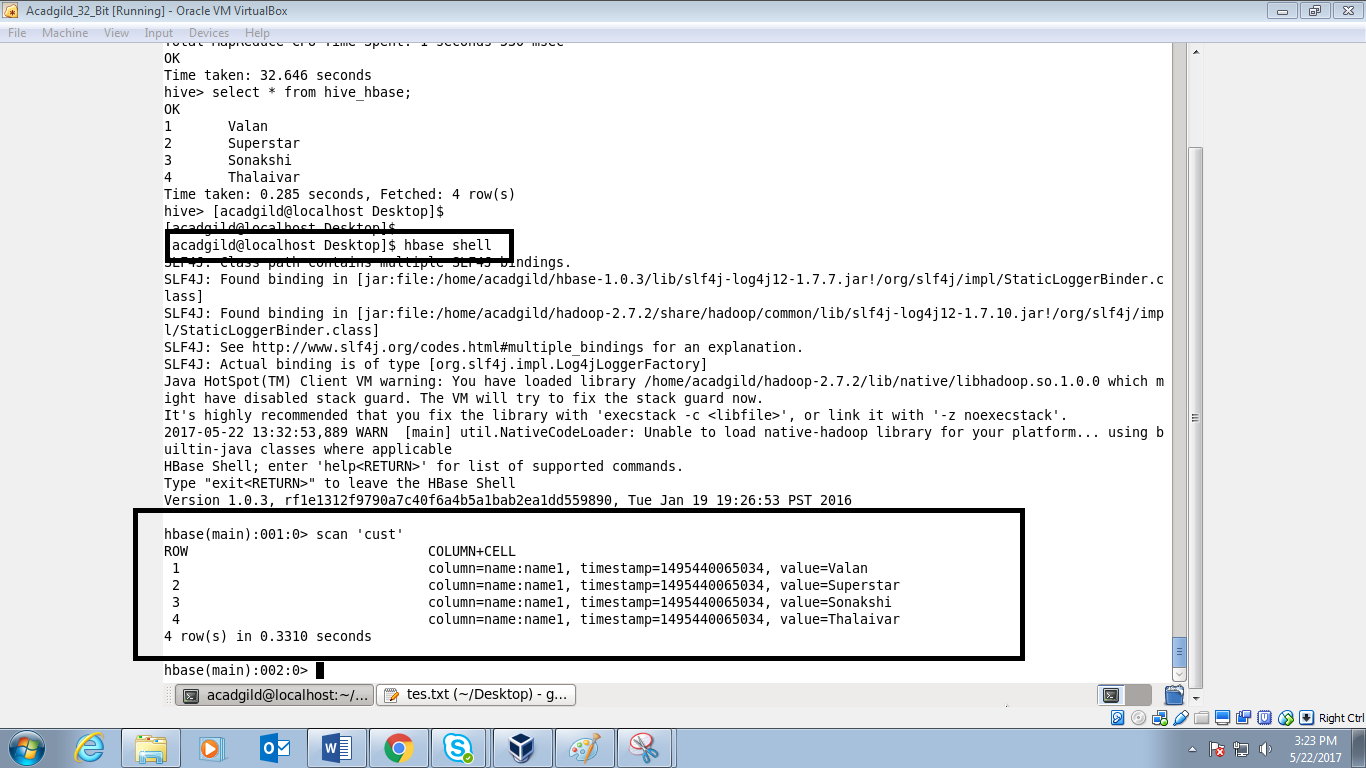 Acadgild_32_Bit [Running] - Oracle VM VirtualBox
File Machine View Input Devices Help
Total MapReduce CPU Time Spent: 1 seconds 530 msec
OK
Time taken: 32.646 seconds
hive> select * from hive_hbase;
OK
1 Valan
2 Superstar
3 Sonakshi
4 Thalaivar
Time taken: 0.285 seconds, Fetched: 4 row(s)
hive> [acadgild@localhost Desktop]$
[acadgild@localhost Desktop]$
acadgild@localhost Desktop]$ hbase shell
SLF4J: Class path contains multiple SLF4J bindings.
SLF4J: Found binding in [jar:file:/home/acadgild/hbase-1.0.3/lib/slf4j-log4j12-1.7.7.jar!/org/slf4j/impl/StaticLoggerBinder.c
lass]
SLF4J: Found binding in [jar:file:/home/acadgild/hadoop-2.7.2/share/hadoop/common/lib/slf4j-log4j12-1.7.10.jar!/org/slf4j/imp
l/StaticLoggerBinder.class]
SLF4J: See http://www.slf4j.org/codes.html#multiple_bindings for an explanation.
SLF4J: Actual binding is of type [org.slf4j.impl.Log4jLoggerFactory]
Java HotSpot(TM) Client VM warning: You have loaded library /home/acadgild/hadoop-2.7.2/lib/native/libhadoop.so.1.0.0 which m
ight have disabled stack guard. The VM will try to fix the stack guard now.
It's highly recommended that you fix the library with 'execstack -c <libfile>', or link it with '-z noexecstack'.
2017-05-22 13:32:53,889 WARN  [main] util.NativeCodeLoader: Unable to load native-hadoop library for your platform... using b
uiltin-java classes where applicable
HBase Shell; enter 'help<RETURN>' for list of supported commands.
Type "exit<RETURN>" to leave the HBase Shell
Version 1.0.3, rf1e1312f9790a7c40f6a4b5a1bab2ea1dd559890, Tue Jan 19 19:26:53 PST 2016
hbase(main):001:0> scan 'cust'
ROW COLUMN+CELL
1 column=name:name1, timestamp=1495440065034, value=Valan
2 column=name:name1, timestamp=1495440065034, value=Superstar
3 column=name:name1, timestamp=1495440065034, value=Sonakshi
4 column=name:name1, timestamp=1495440065034, value=Thalaivar
4 row(s) in 0.3310 seconds
hbase(main):002:0>
acadgild@localhost:~/... tes.txt (~/Desktop) - g...
Right Ctrl
3:23 PM
5/22/2017